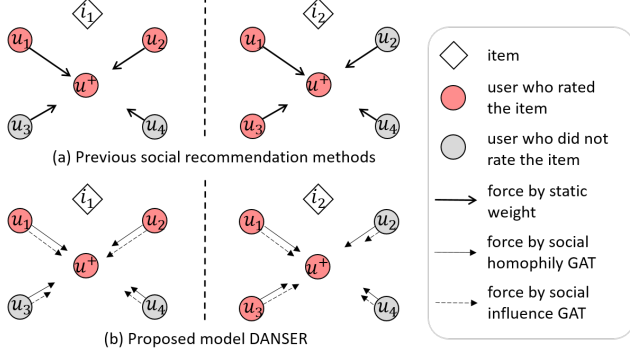 i₁
i₂
u₁
u₂
u₁
u₂
u⁺
u⁺
u₃
u₄
u₃
u₄
(a) Previous social recommendation methods
i₁
i₂
u₁
u₂
u₁
u₂
u⁺
u⁺
u₃
u₄
u₃
u₄
(b) Proposed model DANSER
item
user who rated
the item
user who did not
rate the item
force by static
weight
force by social
homophily GAT
force by social
influence GAT